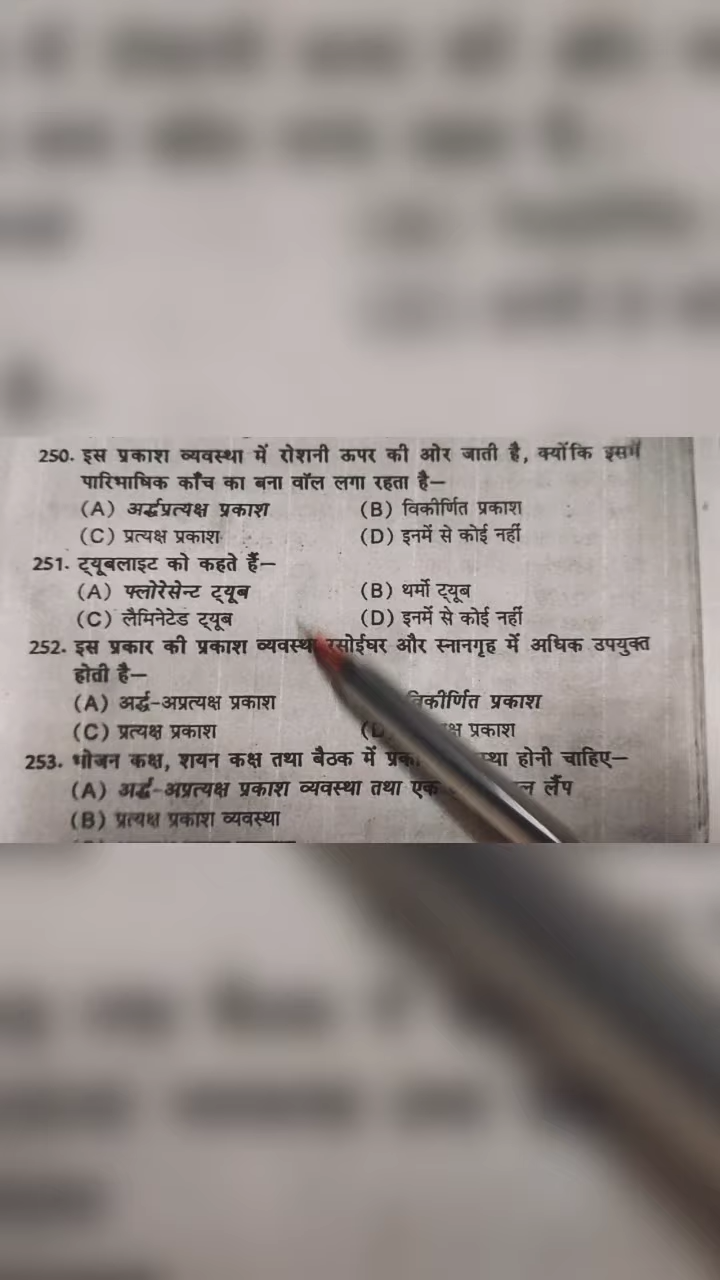 250. इस प्रकाश व्यवस्था में रोशनी ऊपर की ओर जाती है, क्योंकि इसमें
पारिभाषिक काँच का बना वॉल लगा रहता है—
(A) अर्द्धप्रत्यक्ष प्रकाश (B) विकीर्णित प्रकाश
(C) प्रत्यक्ष प्रकाश (D) इनमें से कोई नहीं
251. ट्यूबलाइट को कहते हैं—
(A) फ्लोरेसेन्ट ट्यूब (B) थर्मो ट्यूब
(C) लैमिनेटेड ट्यूब (D) इनमें से कोई नहीं
252. इस प्रकार की प्रकाश व्यवस्था रसोईघर और स्नानगृह में अधिक उपयुक्त
होती है—
(A) अर्द्ध-अप्रत्यक्ष प्रकाश विकीर्णित प्रकाश
(C) प्रत्यक्ष प्रकाश (D) प्रकाश
253. भोजन कक्ष, शयन कक्ष तथा बैठक में होनी चाहिए—
(A) अर्द्ध-अप्रत्यक्ष प्रकाश व्यवस्था तथा एक लैंप
(B) प्रत्यक्ष प्रकाश व्यवस्था